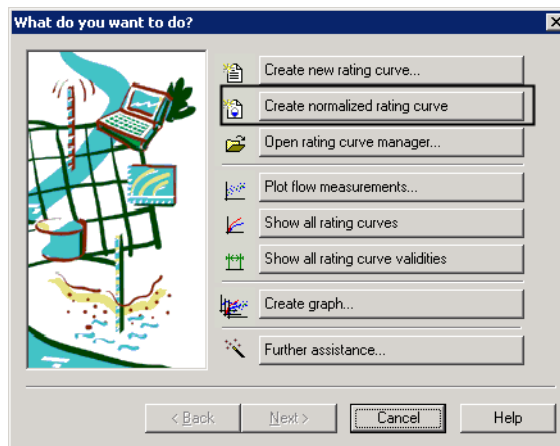 What do you want to do?
Create new rating curve...
Create normalized rating curve
Open rating curve manager...
Plot flow measurements...
Show all rating curves
Show all rating curve validities
Create graph...
Further assistance...
< Back
Next >
Cancel
Help